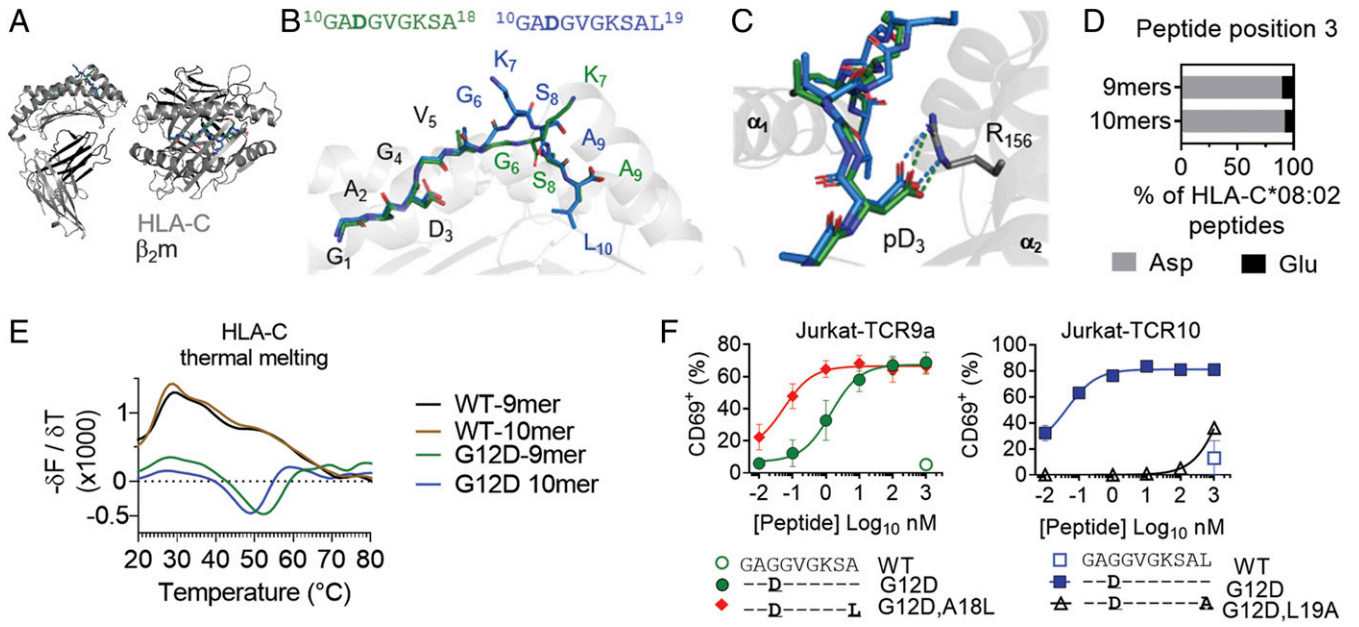 A
HLA-C
β2m
B
10GADGVGKSA18 10GADGVGKSAL19
K7
K7
G6
S8
V5
A9
G4
G6
A9
A2
S8
D3
L10
G1
C
α1
R156
pD3
α2
D
Peptide position 3
9mers
10mers
0 50 100
% of HLA-C*08:02
peptides
Asp Glu
E
HLA-C
thermal melting
-δF / δT
(x1000)
1
0
-0.5
20 30 40 50 60 70 80
Temperature (°C)
WT-9mer
WT-10mer
G12D-9mer
G12D 10mer
F
Jurkat-TCR9a
CD69+ (%)
80
60
40
20
0
-2 -1 0 1 2 3
[Peptide] Log10 nM
GAGGVGKSA WT
--D------ G12D
--D-----L G12D,A18L
Jurkat-TCR10
CD69+ (%)
100
80
60
40
20
0
-2 -1 0 1 2 3
[Peptide] Log10 nM
GAGGVGKSAL WT
--D------- G12D
--D------A G12D,L19A